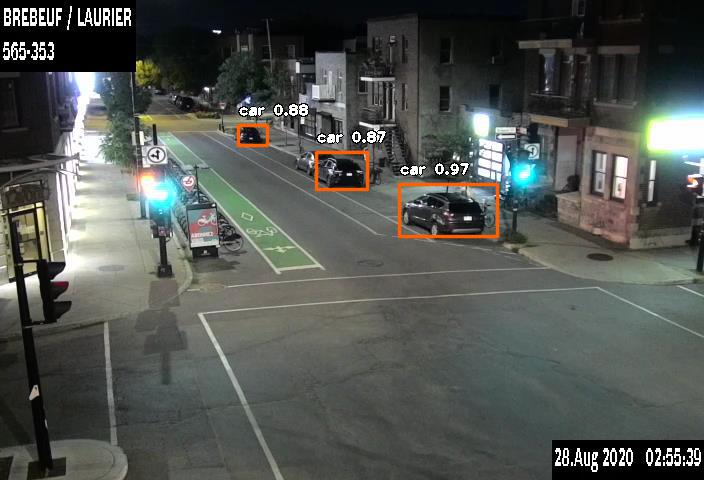 BREBEUF / LAURIER
565-353
car 0.88
car 0.87
car 0.97
ABONNEZ
28.Aug 2020 02:55:39